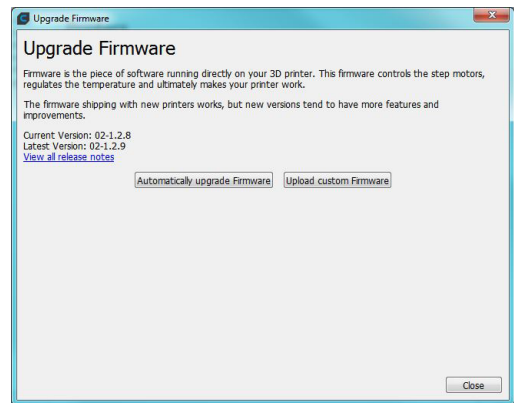 Upgrade Firmware
Upgrade Firmware
Firmware is the piece of software running directly on your 3D printer. This firmware controls the step motors,
regulates the temperature and ultimately makes your printer work.
The firmware shipping with new printers works, but new versions tend to have more features and
improvements.
Current Version: 02-1.2.8
Latest Version: 02-1.2.9
View all release notes
Automatically upgrade Firmware Upload custom Firmware
Close